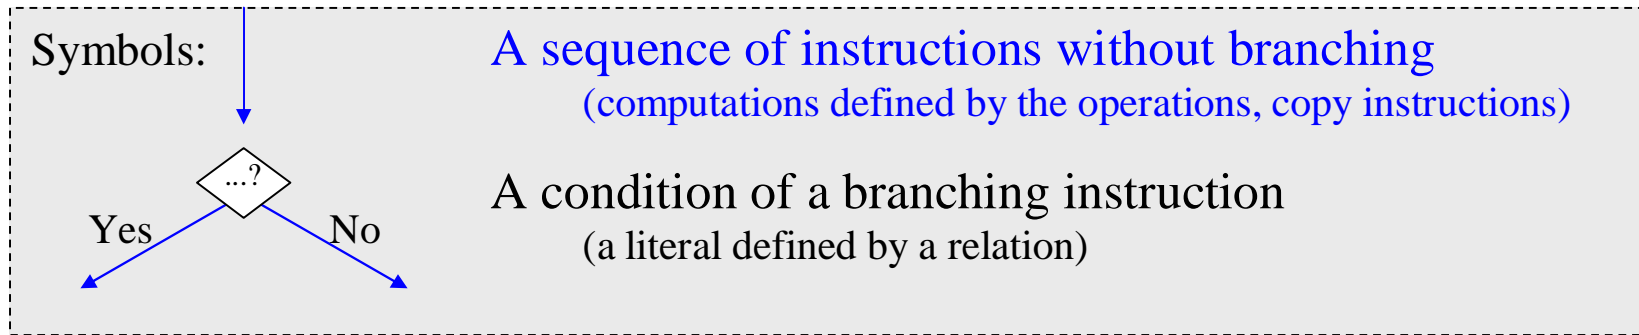 Symbols:
A sequence of instructions without branching
(computations defined by the operations, copy instructions)
...?
A condition of a branching instruction
Yes
No
(a literal defined by a relation)